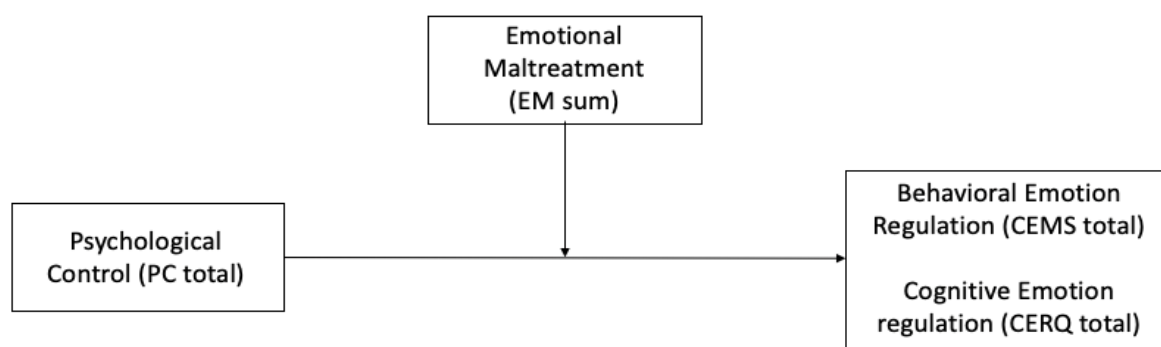 Emotional
Maltreatment
(EM sum)
Psychological
Control (PC total)
Behavioral Emotion
Regulation (CEMS total)
Cognitive Emotion
regulation (CERQ total)